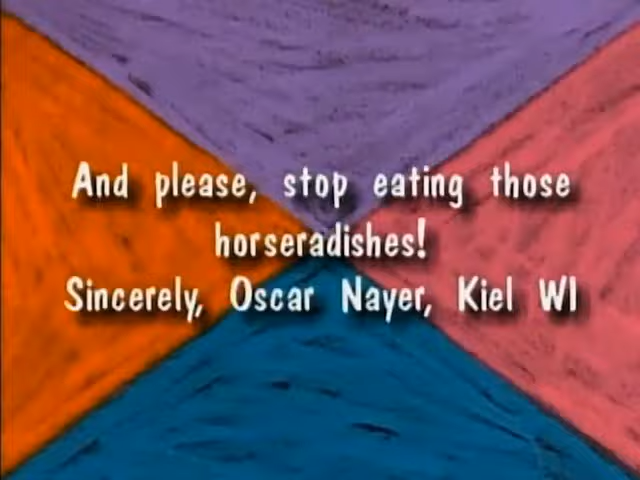 And please, stop eating those
horseradishes!
Sincerely, Oscar Nayer, Kiel WI